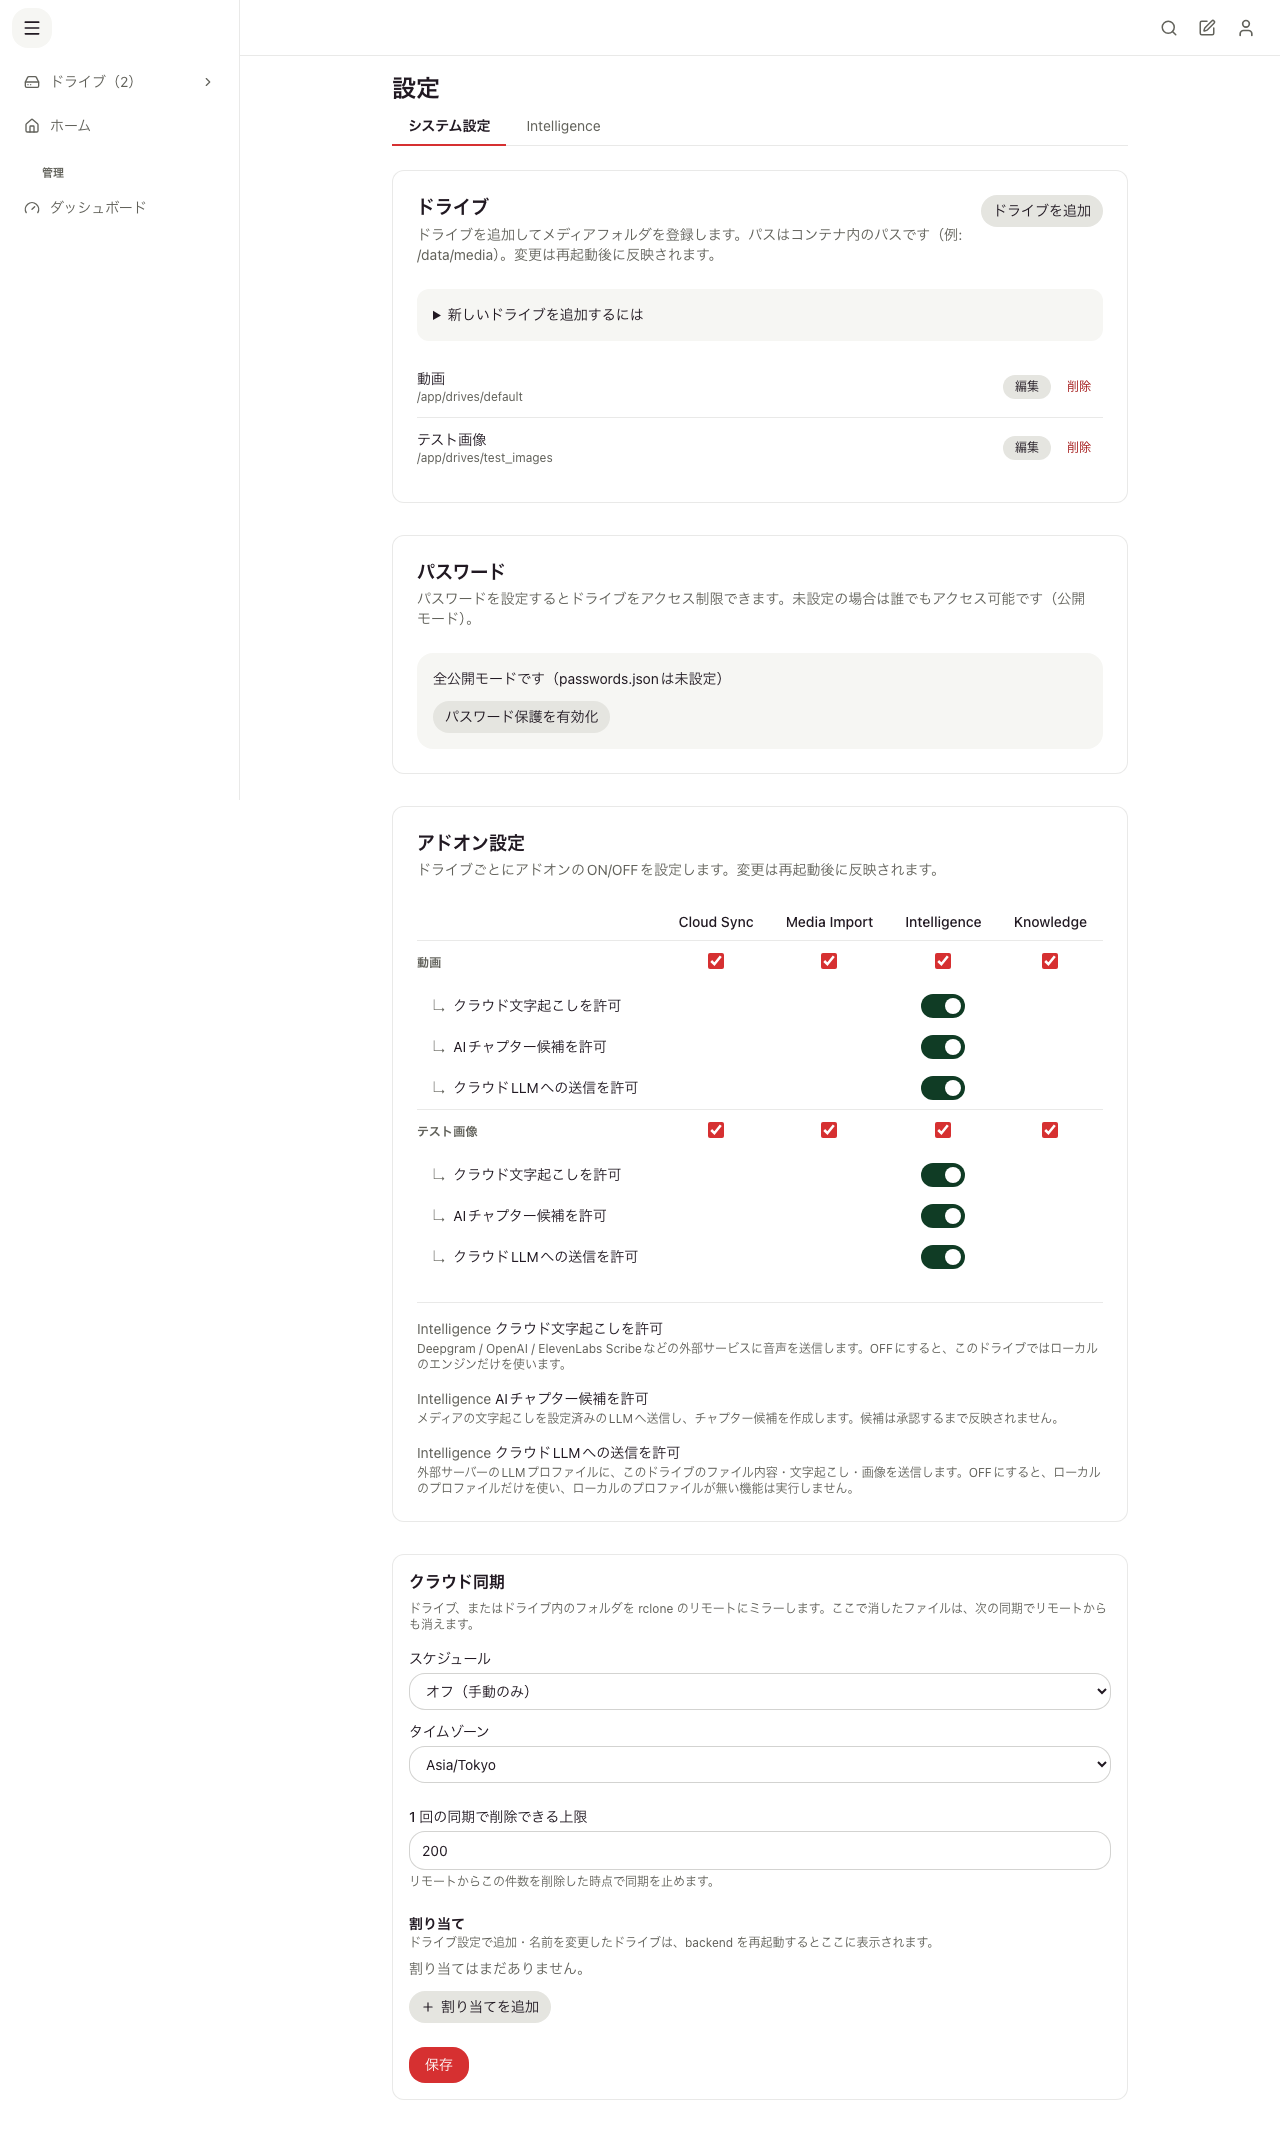 ドライブ（2）
ホーム
管理
ダッシュボード
設定
システム設定
Intelligence
ドライブ
ドライブを追加
ドライブを追加してメディアフォルダを登録します。パスはコンテナ内のパスです（例:
/data/media）。変更は再起動後に反映されます。
新しいドライブを追加するには
動画
/app/drives/default
編集
削除
テスト画像
/app/drives/test_images
編集
削除
パスワード
パスワードを設定するとドライブをアクセス制限できます。未設定の場合は誰でもアクセス可能です（公開
モード）。
全公開モードです（passwords.jsonは未設定）
パスワード保護を有効化
アドオン設定
ドライブごとにアドオンのON/OFFを設定します。変更は再起動後に反映されます。
Cloud Sync Media Import Intelligence Knowledge
動画
クラウド文字起こしを許可
AIチャプター候補を許可
クラウドLLMへの送信を許可
テスト画像
クラウド文字起こしを許可
AIチャプター候補を許可
クラウドLLMへの送信を許可
Intelligence クラウド文字起こしを許可
Deepgram / OpenAI / ElevenLabs Scribeなどの外部サービスに音声を送信します。OFFにすると、このドライブではローカル
のエンジンだけを使います。
Intelligence AIチャプター候補を許可
メディアの文字起こしを設定済みのLLMへ送信し、チャプター候補を作成します。候補は承認するまで反映されません。
Intelligence クラウドLLMへの送信を許可
外部サーバーのLLMプロファイルに、このドライブのファイル内容・文字起こし・画像を送信します。OFFにすると、ローカル
のプロファイルだけを使い、ローカルのプロファイルが無い機能は実行しません。
クラウド同期
ドライブ、またはドライブ内のフォルダを rclone のリモートにミラーします。ここで消したファイルは、次の同期でリモートから
も消えます。
スケジュール
オフ（手動のみ）
タイムゾーン
Asia/Tokyo
1 回の同期で削除できる上限
200
リモートからこの件数を削除した時点で同期を止めます。
割り当て
ドライブ設定で追加・名前を変更したドライブは、backend を再起動するとここに表示されます。
割り当てはまだありません。
+ 割り当てを追加
保存